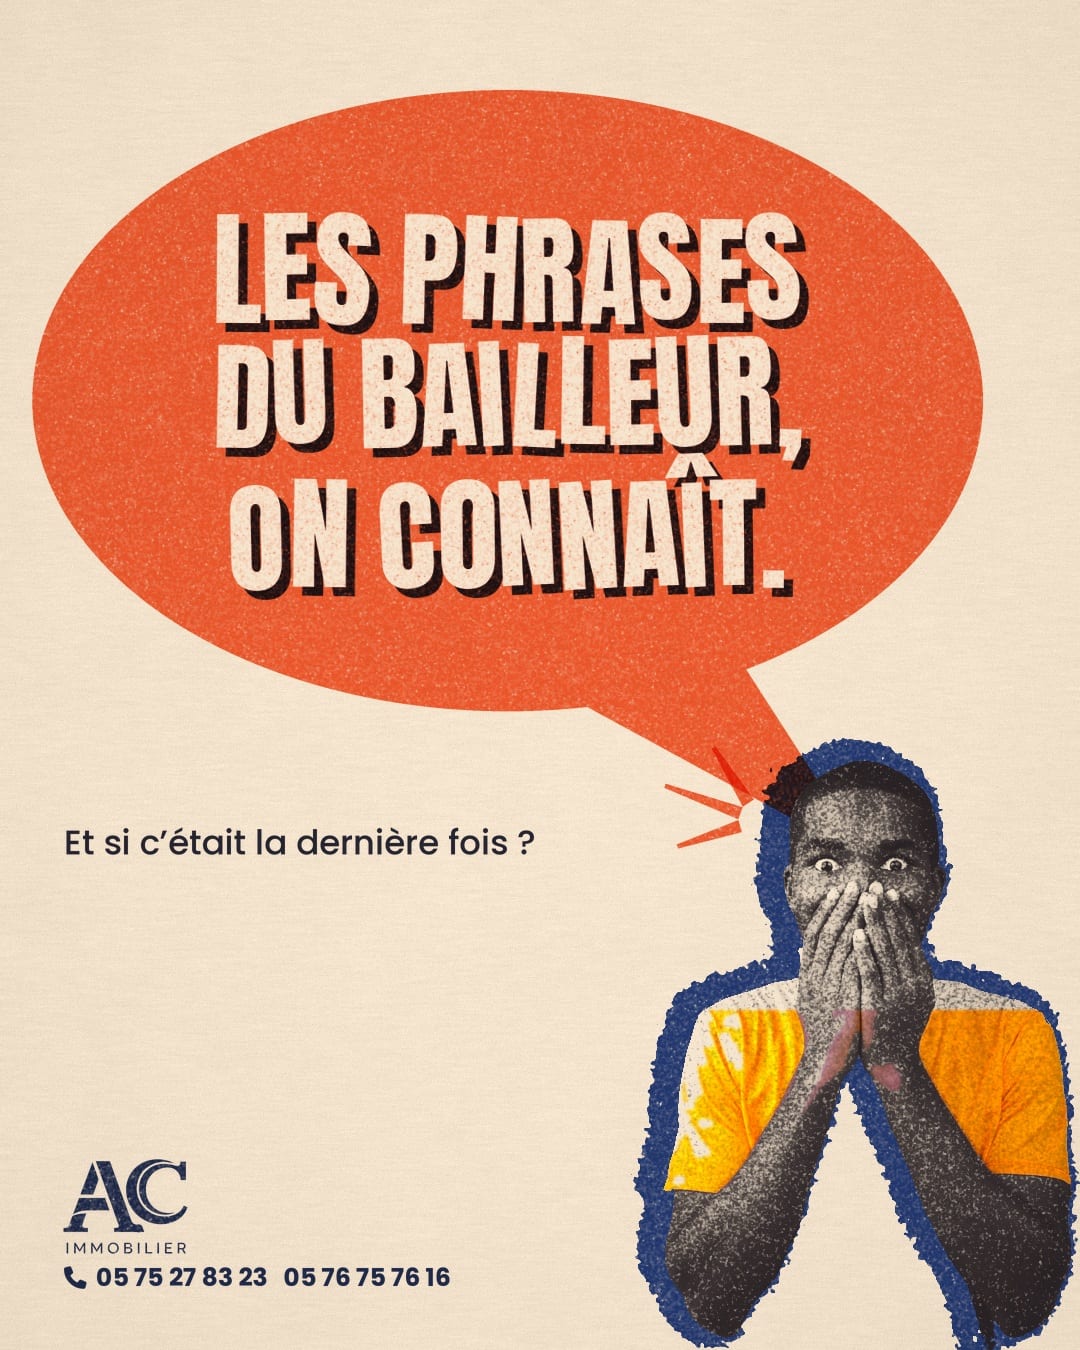 LES PHRASES
DU BAILLEUR,
ON CONNAÎT.
Et si c’était la dernière fois ?
AC
IMMOBILIER
05 75 27 83 23 05 76 75 76 16